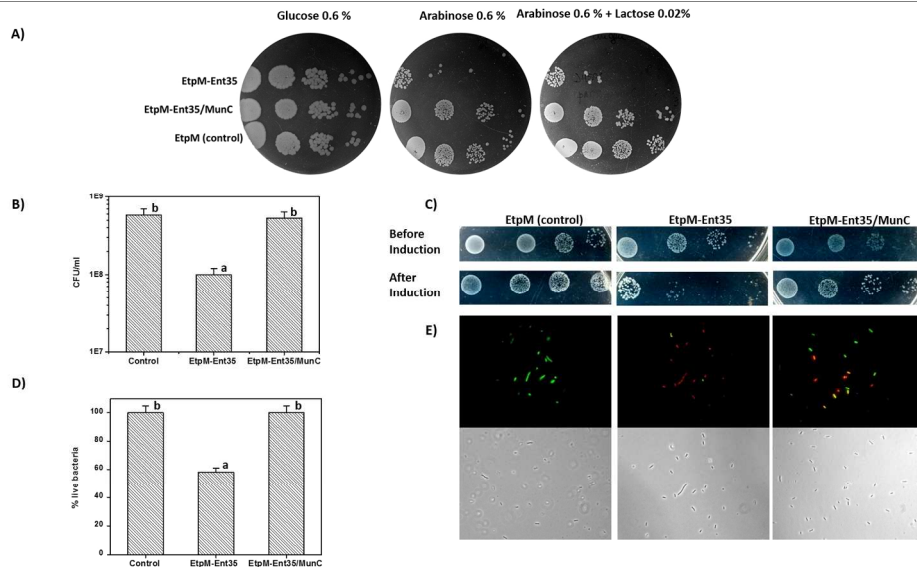 Glucose 0.6 %
Arabinose 0.6%
Arabinose 0.6 % + Lactose 0.02%
A)
EtpM-Ent35
EtpM-Ent35/MunC
EtpM (control)
B)
1E9
1E8
1E7
CFU/ml
b
a
b
Control
EtpM-Ent35
EtpM-Ent35/MunC
C)
EtpM (control)
EtpM-Ent35
EtpM-Ent35/MunC
Before
Induction
After
Induction
D)
100
80
60
40
20
0
% live bacteria
b
a
b
Control
EtpM-Ent35
EtpM-Ent35/MunC
E)